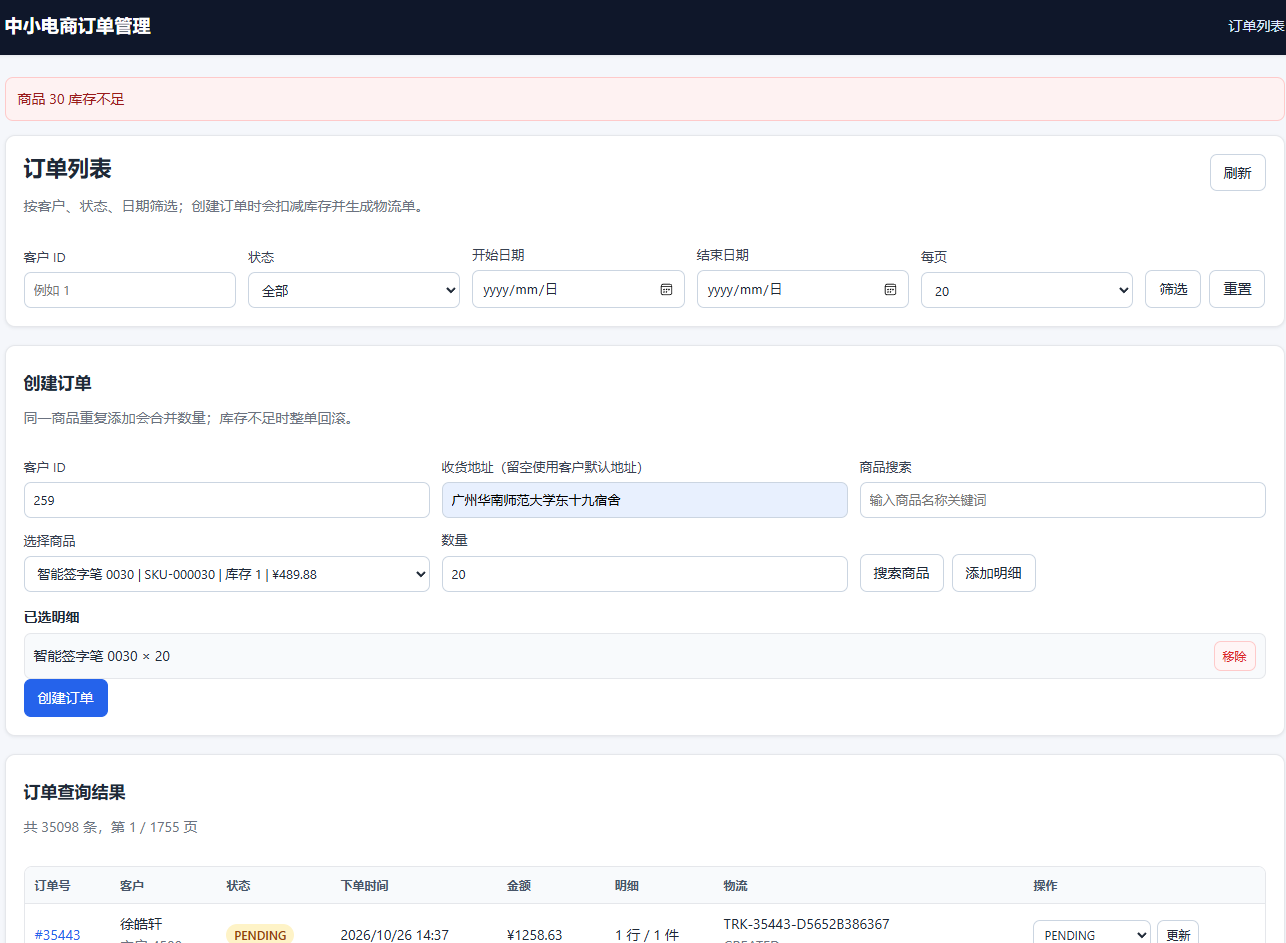 中小电商订单管理
订单列表
商品 30 库存不足
订单列表
刷新
按客户、状态、日期筛选；创建订单时会扣减库存并生成物流单。
客户 ID
状态
开始日期
结束日期
每页
例如 1
全部
yyyy/mm/日
yyyy/mm/日
20
筛选
重置
创建订单
同一商品重复添加会合并数量；库存不足时整单回滚。
客户 ID
收货地址（留空使用客户默认地址）
商品搜索
259
广州华南师范大学东十九宿舍
输入商品名称关键词
选择商品
数量
智能签字笔 0030 | SKU-000030 | 库存 1 | ¥489.88
20
搜索商品
添加明细
已选明细
智能签字笔 0030 × 20
移除
创建订单
订单查询结果
共 35098 条，第 1 / 1755 页
订单号 客户 状态 下单时间 金额 明细 物流 操作
徐皓轩
TRK-35443-D5652B386367
#35443
PENDING
2026/10/26 14:37
¥1258.63
1 行 / 1 件
PENDING
更新